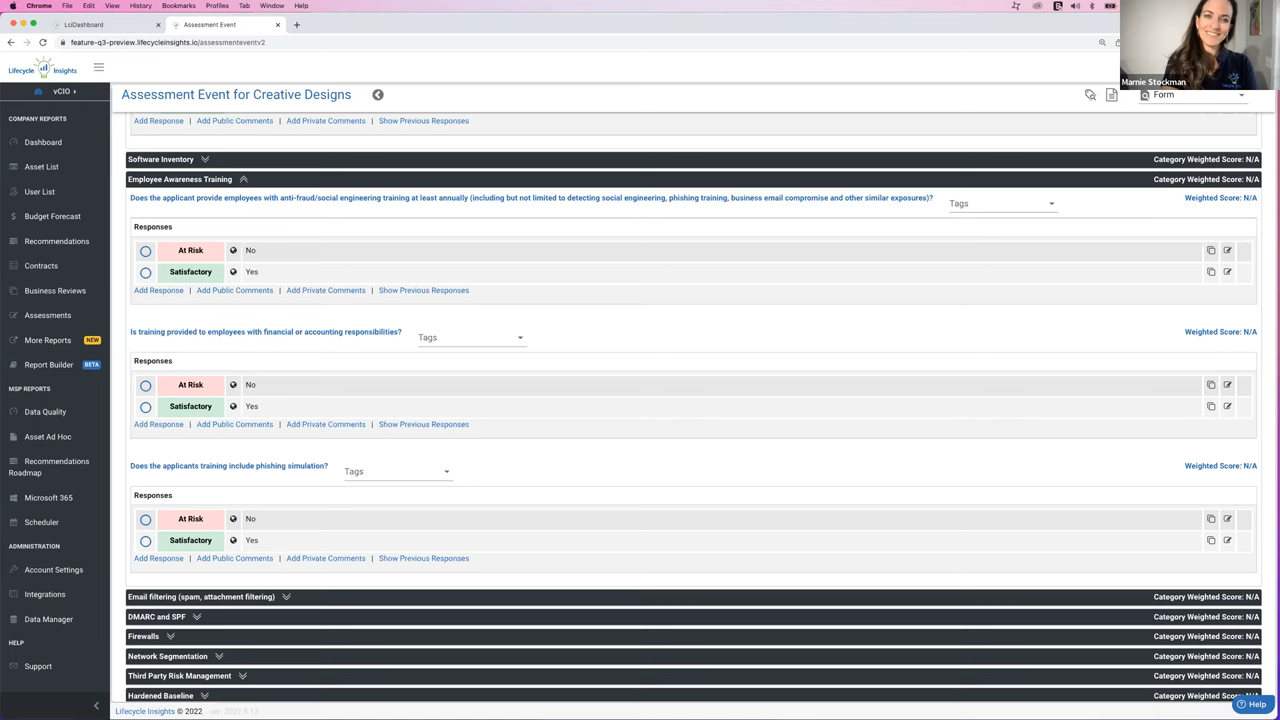 Chrome File Edit View History Bookmarks Profiles Tab Window Help
LciDashboard
Assessment Event
feature-q3-preview.lifecycleinsights.io/assessmenteventv2
Marnie Stockman
Lifecycle Insights
vCIO
Assessment Event for Creative Designs
Form
COMPANY REPORTS
Dashboard
Asset List
User List
Budget Forecast
Recommendations
Contracts
Business Reviews
Assessments
More Reports NEW
Report Builder BETA
MSP REPORTS
Data Quality
Asset Ad Hoc
Recommendations
Roadmap
Microsoft 365
Scheduler
ADMINISTRATION
Account Settings
Integrations
Data Manager
HELP
Support
Add Response | Add Public Comments | Add Private Comments | Show Previous Responses
Software Inventory Category Weighted Score: N/A
Employee Awareness Training Category Weighted Score: N/A
Does the applicant provide employees with anti-fraud/social engineering training at least annually (including but not limited to detecting social engineering, phishing training, business email compromise and other similar exposures)? Tags Weighted Score: N/A
Responses
At Risk No
Satisfactory Yes
Add Response | Add Public Comments | Add Private Comments | Show Previous Responses
Is training provided to employees with financial or accounting responsibilities? Tags Weighted Score: N/A
Responses
At Risk No
Satisfactory Yes
Add Response | Add Public Comments | Add Private Comments | Show Previous Responses
Does the applicants training include phishing simulation? Tags Weighted Score: N/A
Responses
At Risk No
Satisfactory Yes
Add Response | Add Public Comments | Add Private Comments | Show Previous Responses
Email filtering (spam, attachment filtering) Category Weighted Score: N/A
DMARC and SPF Category Weighted Score: N/A
Firewalls Category Weighted Score: N/A
Network Segmentation Category Weighted Score: N/A
Third Party Risk Management Category Weighted Score: N/A
Hardened Baseline Category Weighted Score: N/A
Lifecycle Insights © 2022 ver. 2022.9.13
Help